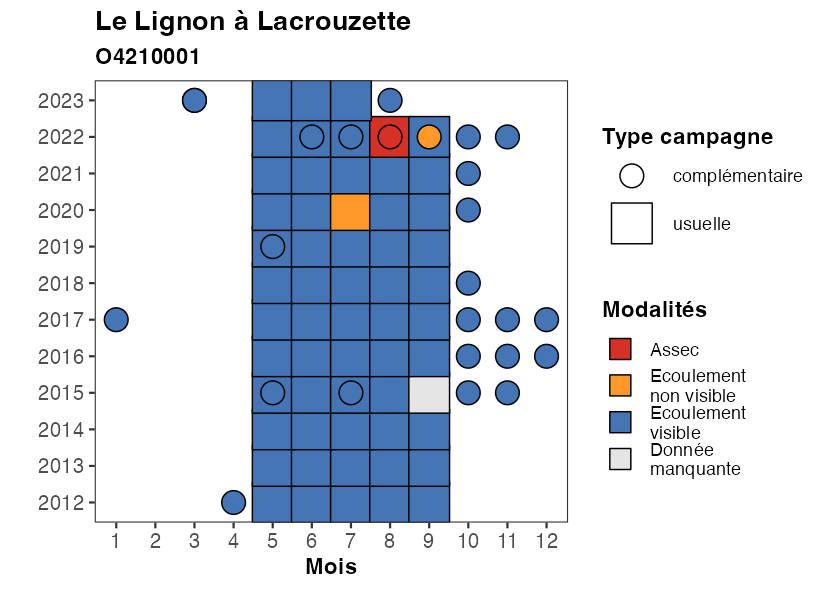 Le Lignon à Lacrouzette
O4210001
2023
2022
2021
2020
2019
2018
2017
2016
2015
2014
2013
2012
1 2 3 4 5 6 7 8 9 10 11 12
Mois
Type campagne
complémentaire
usuelle
Modalités
Assec
Ecoulement
non visible
Ecoulement
visible
Donnée
manquante